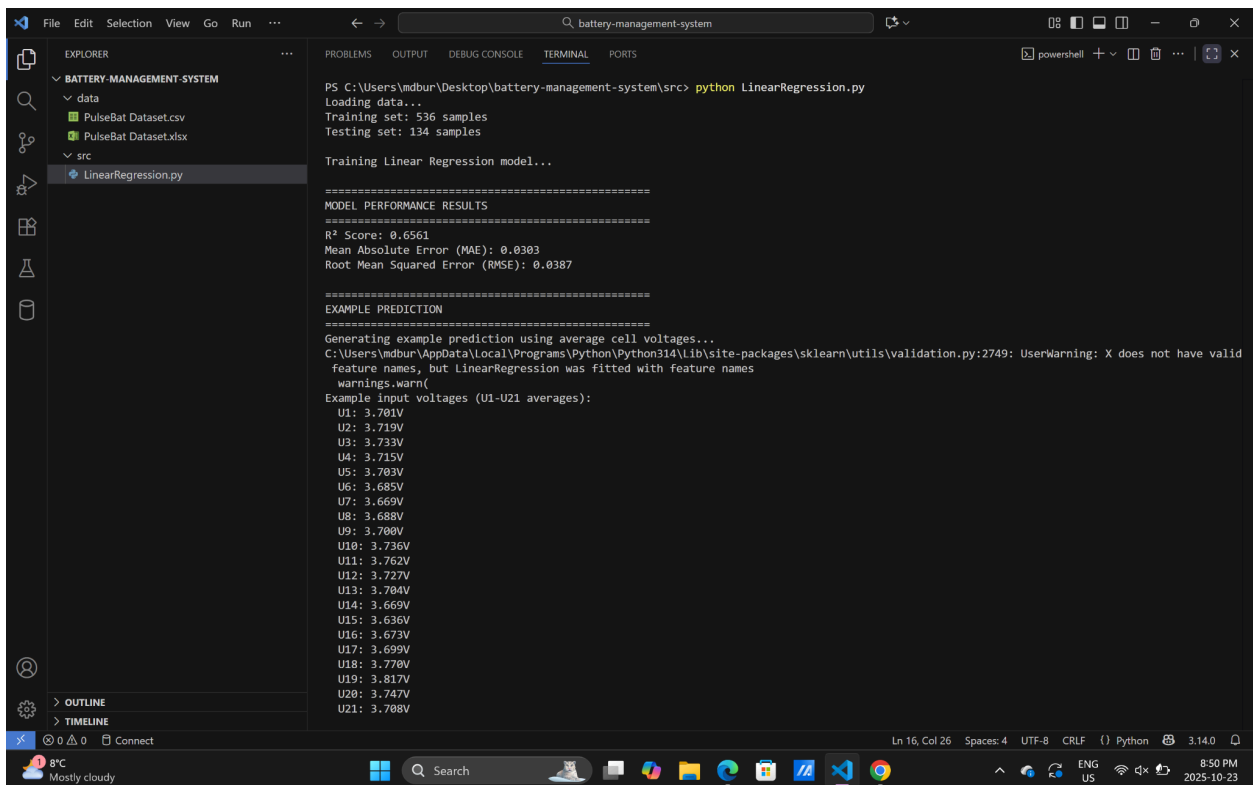 File Edit Selection View Go Run ··· battery-management-system
EXPLORER ···
BATTERY-MANAGEMENT-SYSTEM
data
PulseBat Dataset.csv
PulseBat Dataset.xlsx
src
LinearRegression.py
OUTLINE
TIMELINE
PROBLEMS OUTPUT DEBUG CONSOLE TERMINAL PORTS powershell
PS C:\Users\mdbur\Desktop\battery-management-system\src> python LinearRegression.py
Loading data...
Training set: 536 samples
Testing set: 134 samples
Training Linear Regression model...
==================================================
MODEL PERFORMANCE RESULTS
==================================================
R² Score: 0.6561
Mean Absolute Error (MAE): 0.0303
Root Mean Squared Error (RMSE): 0.0387
==================================================
EXAMPLE PREDICTION
==================================================
Generating example prediction using average cell voltages...
C:\Users\mdbur\AppData\Local\Programs\Python\Python314\Lib\site-packages\sklearn\utils\validation.py:2749: UserWarning: X does not have valid
feature names, but LinearRegression was fitted with feature names
warnings.warn(
Example input voltages (U1-U21 averages):
U1: 3.701V
U2: 3.719V
U3: 3.733V
U4: 3.715V
U5: 3.703V
U6: 3.685V
U7: 3.669V
U8: 3.688V
U9: 3.700V
U10: 3.736V
U11: 3.762V
U12: 3.727V
U13: 3.704V
U14: 3.669V
U15: 3.636V
U16: 3.673V
U17: 3.699V
U18: 3.770V
U19: 3.817V
U20: 3.747V
U21: 3.708V
0 0 Connect Ln 16, Col 26 Spaces: 4 UTF-8 CRLF {} Python 3.14.0
1 8°C
Mostly cloudy
Search
ENG
US
8:50 PM
2025-10-23